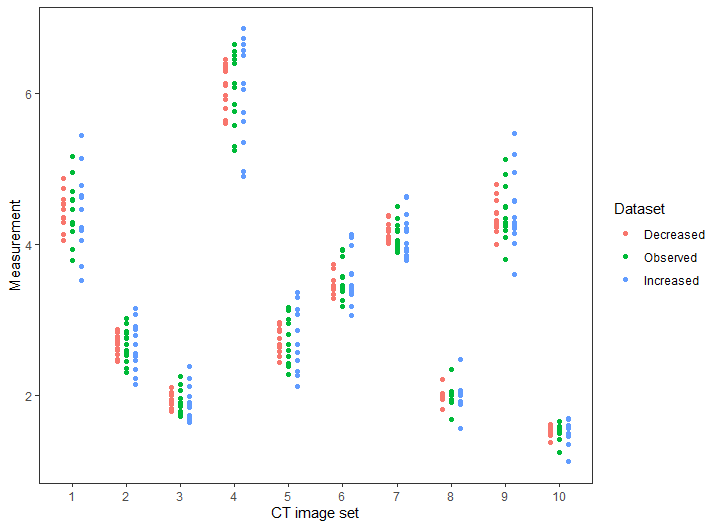 6
4
2
Measurement
1 2 3 4 5 6 7 8 9 10
CT image set
Dataset
Decreased
Observed
Increased